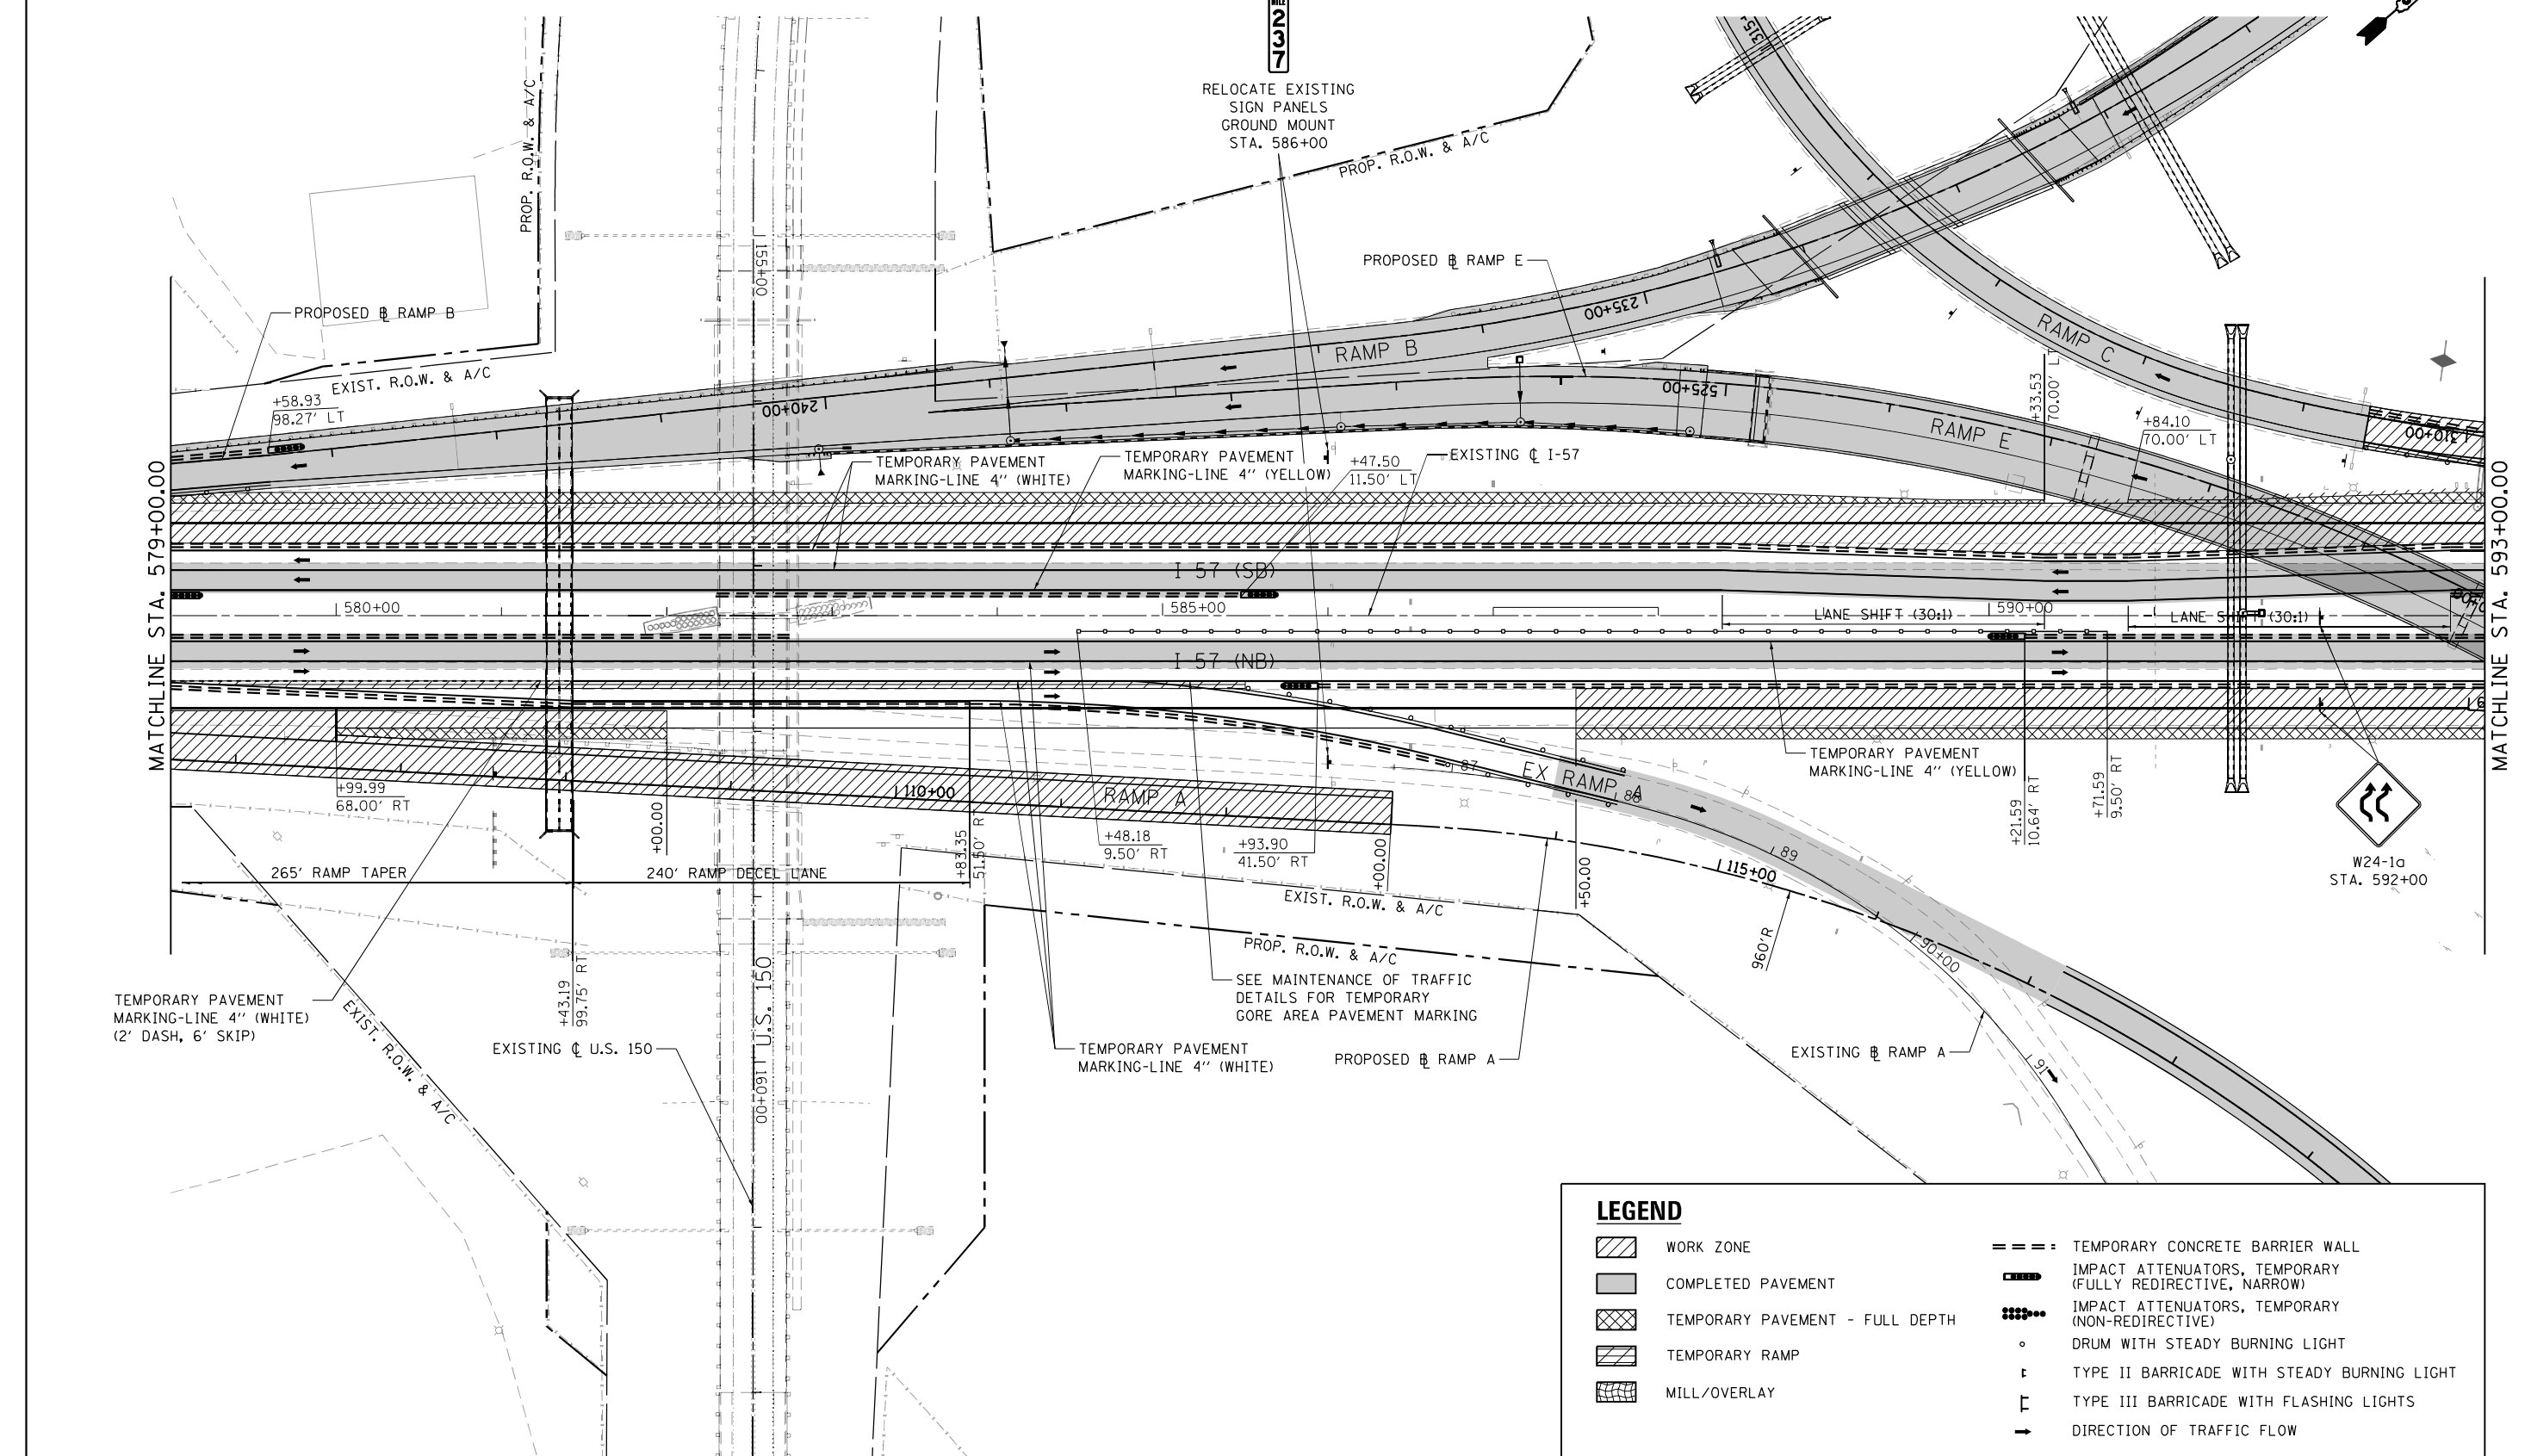 MILE
2
3
7
RELOCATE EXISTING
SIGN PANELS
GROUND MOUNT
STA. 586+00
PROP. R.O.W. & A/C
PROP. R.O.W. & A/C
155+00
315+
PROPOSED ℄ RAMP E
PROPOSED ℄ RAMP B
EXIST. R.O.W. & A/C
+58.93
98.27' LT
235+00
RAMP B
RAMP C
240+00
525+00
RAMP E
+33.53
70.00' LT
+84.10
70.00' LT
310+00
TEMPORARY PAVEMENT
MARKING-LINE 4'' (WHITE)
TEMPORARY PAVEMENT
MARKING-LINE 4'' (YELLOW)
+47.50
11.50' LT
EXISTING ℄ I-57
MATCHLINE STA. 579+00.00
MATCHLINE STA. 593+00.00
I-57 (SB)
580+00
585+00
590+00
LANE SHIFT (30:1)
LANE SHIFT (30:1)
I-57 (NB)
TEMPORARY PAVEMENT
MARKING-LINE 4'' (YELLOW)
87
EX RAMP A
88
+99.99
68.00' RT
+00.00
110+00
RAMP A
+83.35
51.50' RT
+48.18
9.50' RT
+93.90
41.50' RT
+00.00
+50.00
89
115+00
960'R
90+00
91
+21.59
10.64' RT
+71.59
9.50' RT
W24-1a
STA. 592+00
265' RAMP TAPER
240' RAMP DECEL LANE
EXIST. R.O.W. & A/C
PROP. R.O.W. & A/C
+43.19
99.75' RT
U.S. 150
160+00
SEE MAINTENANCE OF TRAFFIC
DETAILS FOR TEMPORARY
GORE AREA PAVEMENT MARKING
TEMPORARY PAVEMENT
MARKING-LINE 4'' (WHITE)
(2' DASH, 6' SKIP)
EXIST. R.O.W. & A/C
EXISTING ℄ U.S. 150
TEMPORARY PAVEMENT
MARKING-LINE 4'' (WHITE)
PROPOSED ℄ RAMP A
EXISTING ℄ RAMP A
LEGEND
WORK ZONE
COMPLETED PAVEMENT
TEMPORARY PAVEMENT - FULL DEPTH
TEMPORARY RAMP
MILL/OVERLAY
TEMPORARY CONCRETE BARRIER WALL
IMPACT ATTENUATORS, TEMPORARY
(FULLY REDIRECTIVE, NARROW)
IMPACT ATTENUATORS, TEMPORARY
(NON-REDIRECTIVE)
DRUM WITH STEADY BURNING LIGHT
TYPE II BARRICADE WITH STEADY BURNING LIGHT
TYPE III BARRICADE WITH FLASHING LIGHTS
DIRECTION OF TRAFFIC FLOW